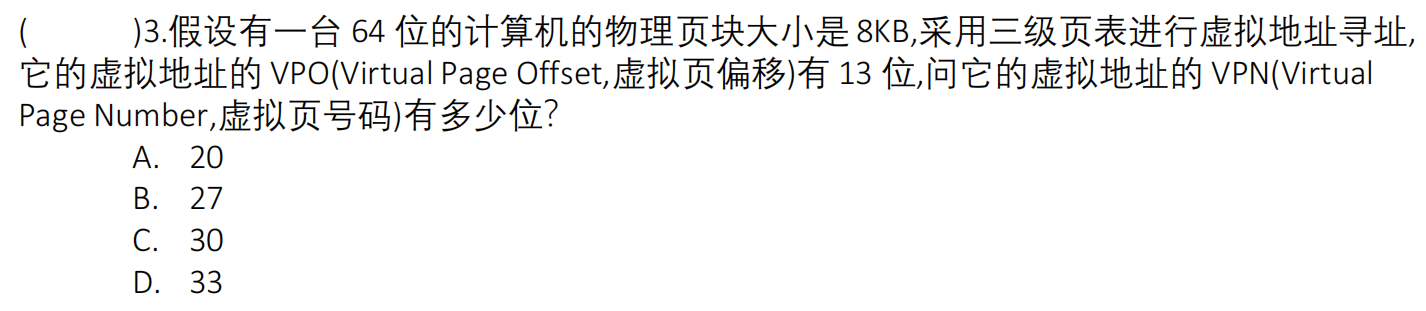 ( )3.假设有一台 64 位的计算机的物理页块大小是 8KB,采用三级页表进行虚拟地址寻址,
它的虚拟地址的 VPO(Virtual Page Offset,虚拟页偏移)有 13 位,问它的虚拟地址的 VPN(Virtual
Page Number,虚拟页号码)有多少位?
A. 20
B. 27
C. 30
D. 33